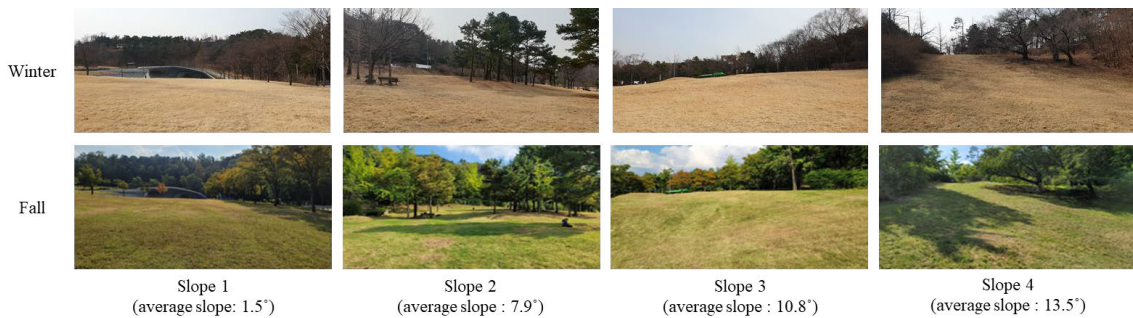 Winter
Fall
Slope 1
(average slope: 1.5˚)
Slope 2
(average slope : 7.9˚)
Slope 3
(average slope : 10.8˚)
Slope 4
(average slope : 13.5˚)